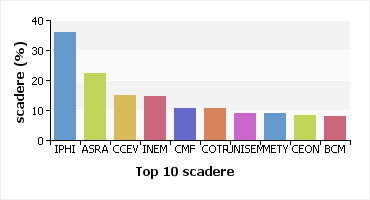 scadere (%)
40
30
20
10
0
IPHI ASRA CCEV INEM CMF COTR UNISEM METY CEON BCM
Top 10 scadere